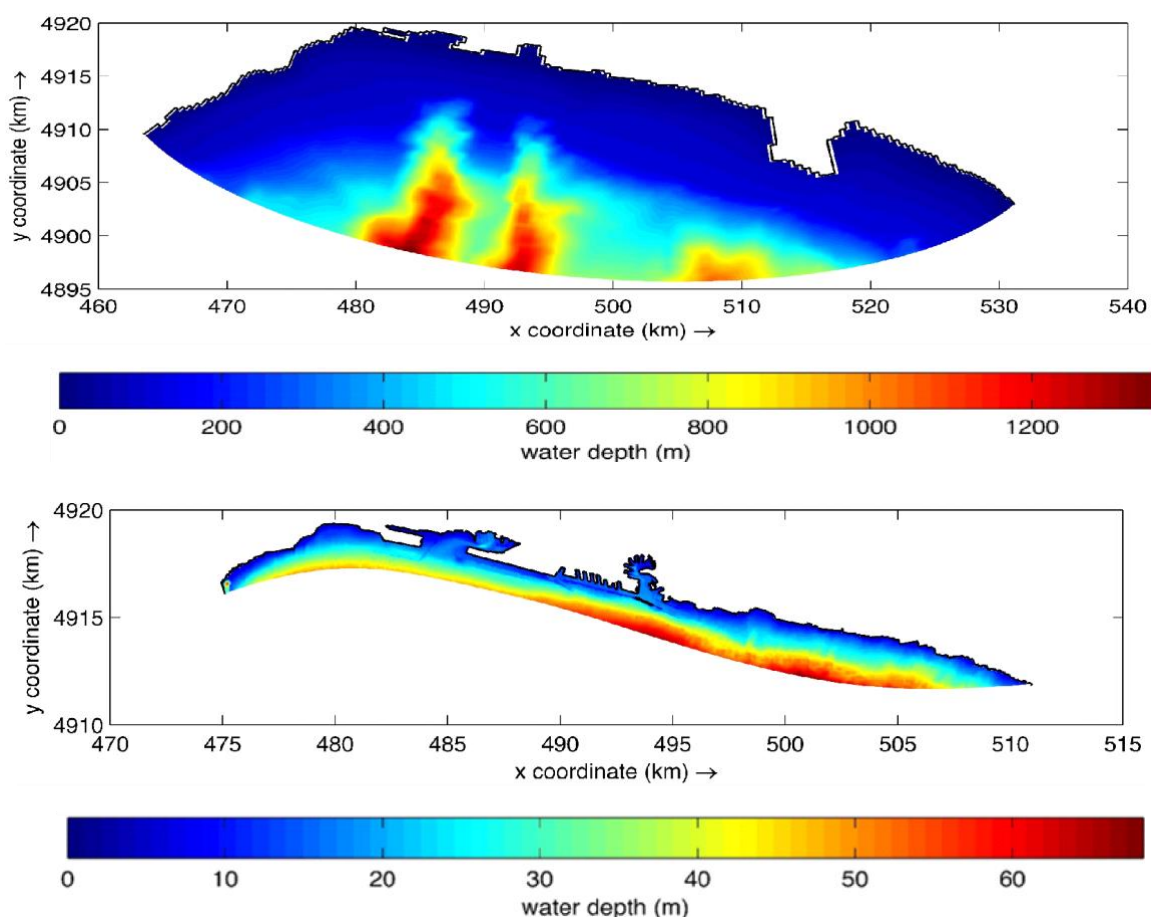 4920
4915
4910
4905
4900
4895
y coordinate (km) →
460 470 480 490 500 510 520 530 540
x coordinate (km) →
0 200 400 600 800 1000 1200
water depth (m)
4920
4915
4910
y coordinate (km) →
470 475 480 485 490 495 500 505 510 515
x coordinate (km) →
0 10 20 30 40 50 60
water depth (m)